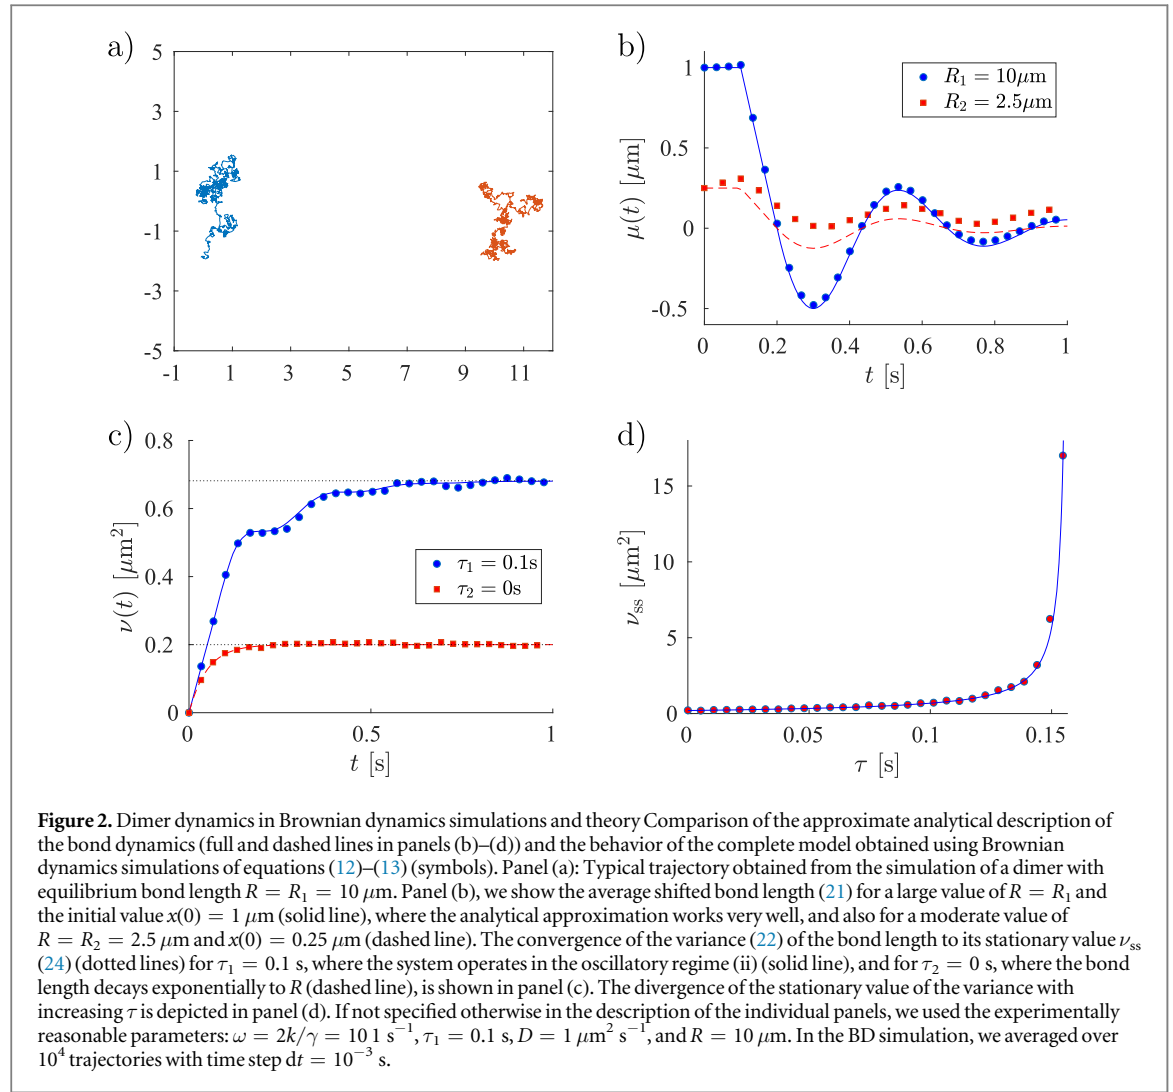 a)
5
3
1
-1
-3
-5
-1 1 3 5 7 9 11
b)
1
0.5
0
-0.5
μ(t) [μm]
R₁ = 10μm
R₂ = 2.5μm
0 0.2 0.4 0.6 0.8 1
t [s]
c)
0.8
0.6
0.4
0.2
0
ν(t) [μm²]
τ₁ = 0.1s
τ₂ = 0s
0 0.5 1
t [s]
d)
15
10
5
0
νss [μm²]
0 0.05 0.1 0.15
τ [s]
Figure 2. Dimer dynamics in Brownian dynamics simulations and theory Comparison of the approximate analytical description of
the bond dynamics (full and dashed lines in panels (b)–(d)) and the behavior of the complete model obtained using Brownian
dynamics simulations of equations (12)–(13) (symbols). Panel (a): Typical trajectory obtained from the simulation of a dimer with
equilibrium bond length R = R₁ = 10 μm. Panel (b), we show the average shifted bond length (21) for a large value of R = R₁ and
the initial value x(0) = 1 μm (solid line), where the analytical approximation works very well, and also for a moderate value of
R = R₂ = 2.5 μm and x(0) = 0.25 μm (dashed line). The convergence of the variance (22) of the bond length to its stationary value νss
(24) (dotted lines) for τ₁ = 0.1 s, where the system operates in the oscillatory regime (ii) (solid line), and for τ₂ = 0 s, where the bond
length decays exponentially to R (dashed line), is shown in panel (c). The divergence of the stationary value of the variance with
increasing τ is depicted in panel (d). If not specified otherwise in the description of the individual panels, we used the experimentally
reasonable parameters: ω = 2k/γ = 10 1 s⁻¹, τ₁ = 0.1 s, D = 1 μm² s⁻¹, and R = 10 μm. In the BD simulation, we averaged over
10⁴ trajectories with time step dt = 10⁻³ s.